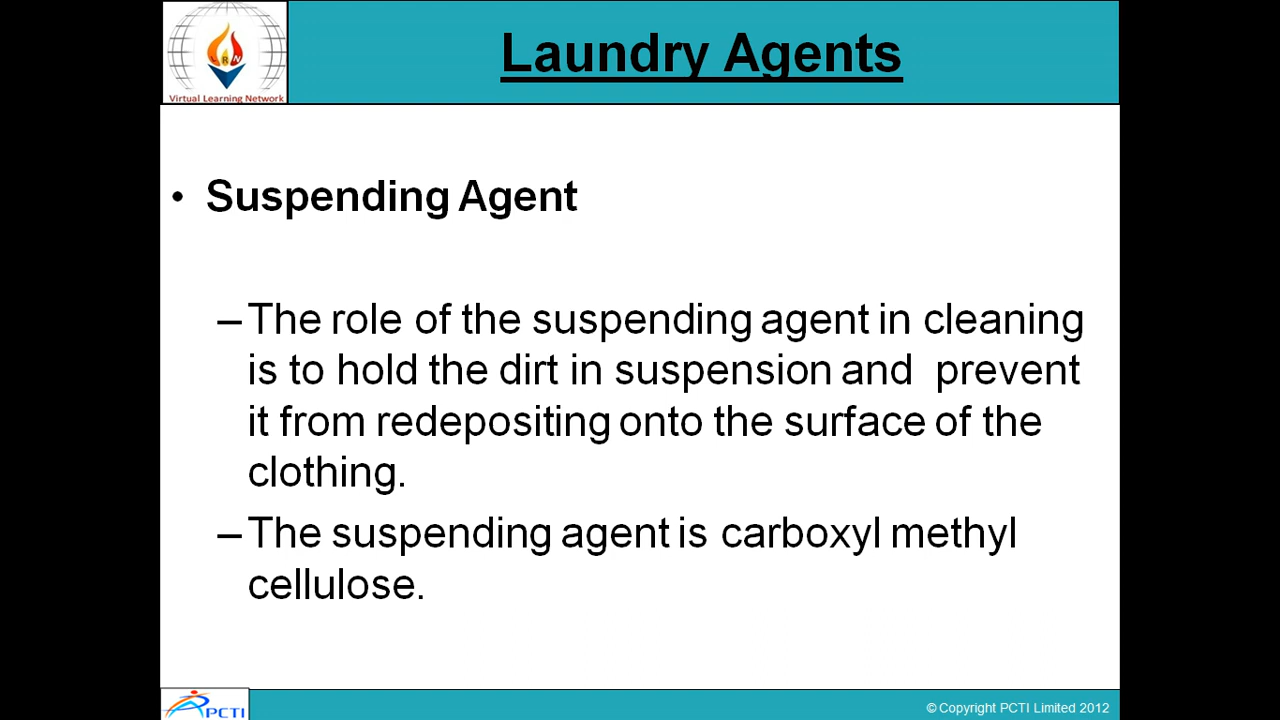 Laundry Agents
Virtual Learning Network
• Suspending Agent
–The role of the suspending agent in cleaning
is to hold the dirt in suspension and prevent
it from redepositing onto the surface of the
clothing.
–The suspending agent is carboxyl methyl
cellulose.
PCTI
© Copyright PCTI Limited 2012